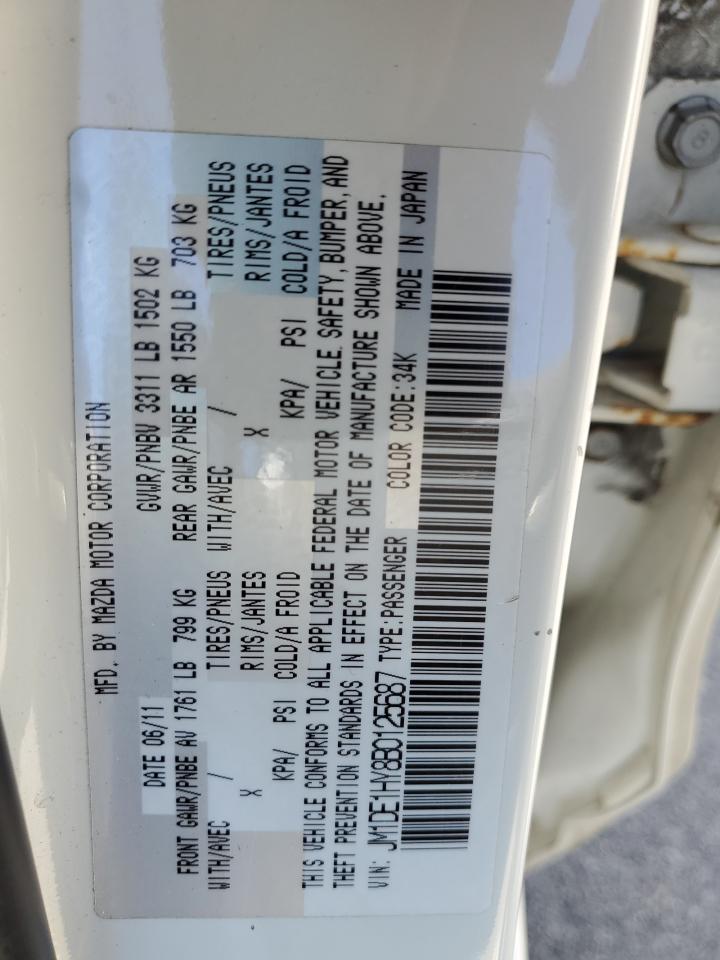 MFD. BY MAZDA MOTOR CORPORATION
DATE 06/11 GVWR/PNBV 3311 LB 1502 KG
FRONT GAWR/PNBE AV 1761 LB 799 KG REAR GAWR/PNBE AR 1550 LB 703 KG
WITH/AVEC / TIRES/PNEUS WITH/AVEC / TIRES/PNEUS
X RIMS/JANTES X RIMS/JANTES
KPA/ PSI COLD/A FROID KPA/ PSI COLD/A FROID
THIS VEHICLE CONFORMS TO ALL APPLICABLE FEDERAL MOTOR VEHICLE SAFETY, BUMPER, AND
THEFT PREVENTION STANDARDS IN EFFECT ON THE DATE OF MANUFACTURE SHOWN ABOVE.
VIN: JM1DE1HY8B0125687 TYPE:PASSENGER COLOR CODE:34K MADE IN JAPAN